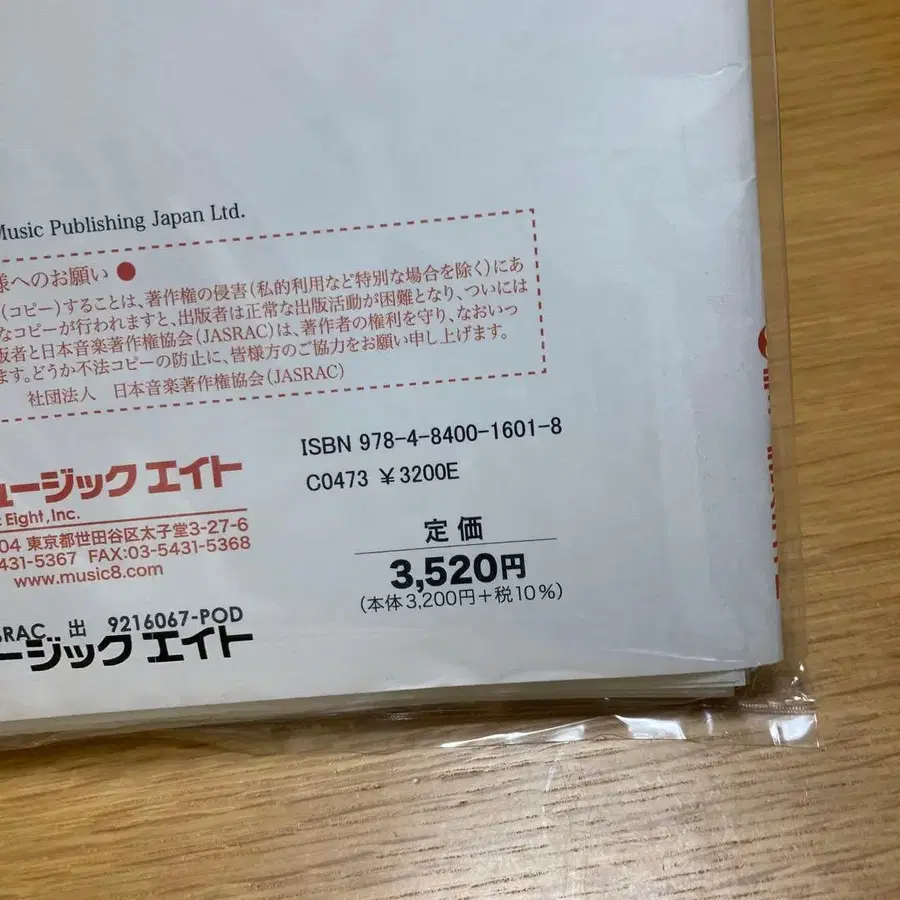 Music Publishing Japan Ltd.
様へのお願い ●
(コピー)することは、著作権の侵害(私的利用など特別な場合を除く)にあ
なコピーが行われますと、出版者は正常な出版活動が困難となり、ついには
版者と日本音楽著作権協会(JASRAC)は、著作者の権利を守り、なおいっ
ます。どうか不法コピーの防止に、皆様方のご協力をお願い申し上げます。
社団法人 日本音楽著作権協会(JASRAC)
ュージックエイト
Eight, Inc.
04 東京都世田谷区太子堂3-27-6
431-5367 FAX:03-5431-5368
www.music8.com
SRAC 出 9216067-POD
ージックエイト
ISBN 978-4-8400-1601-8
C0473 ¥3200E
定価
3,520円
(本体3,200円+税10%)